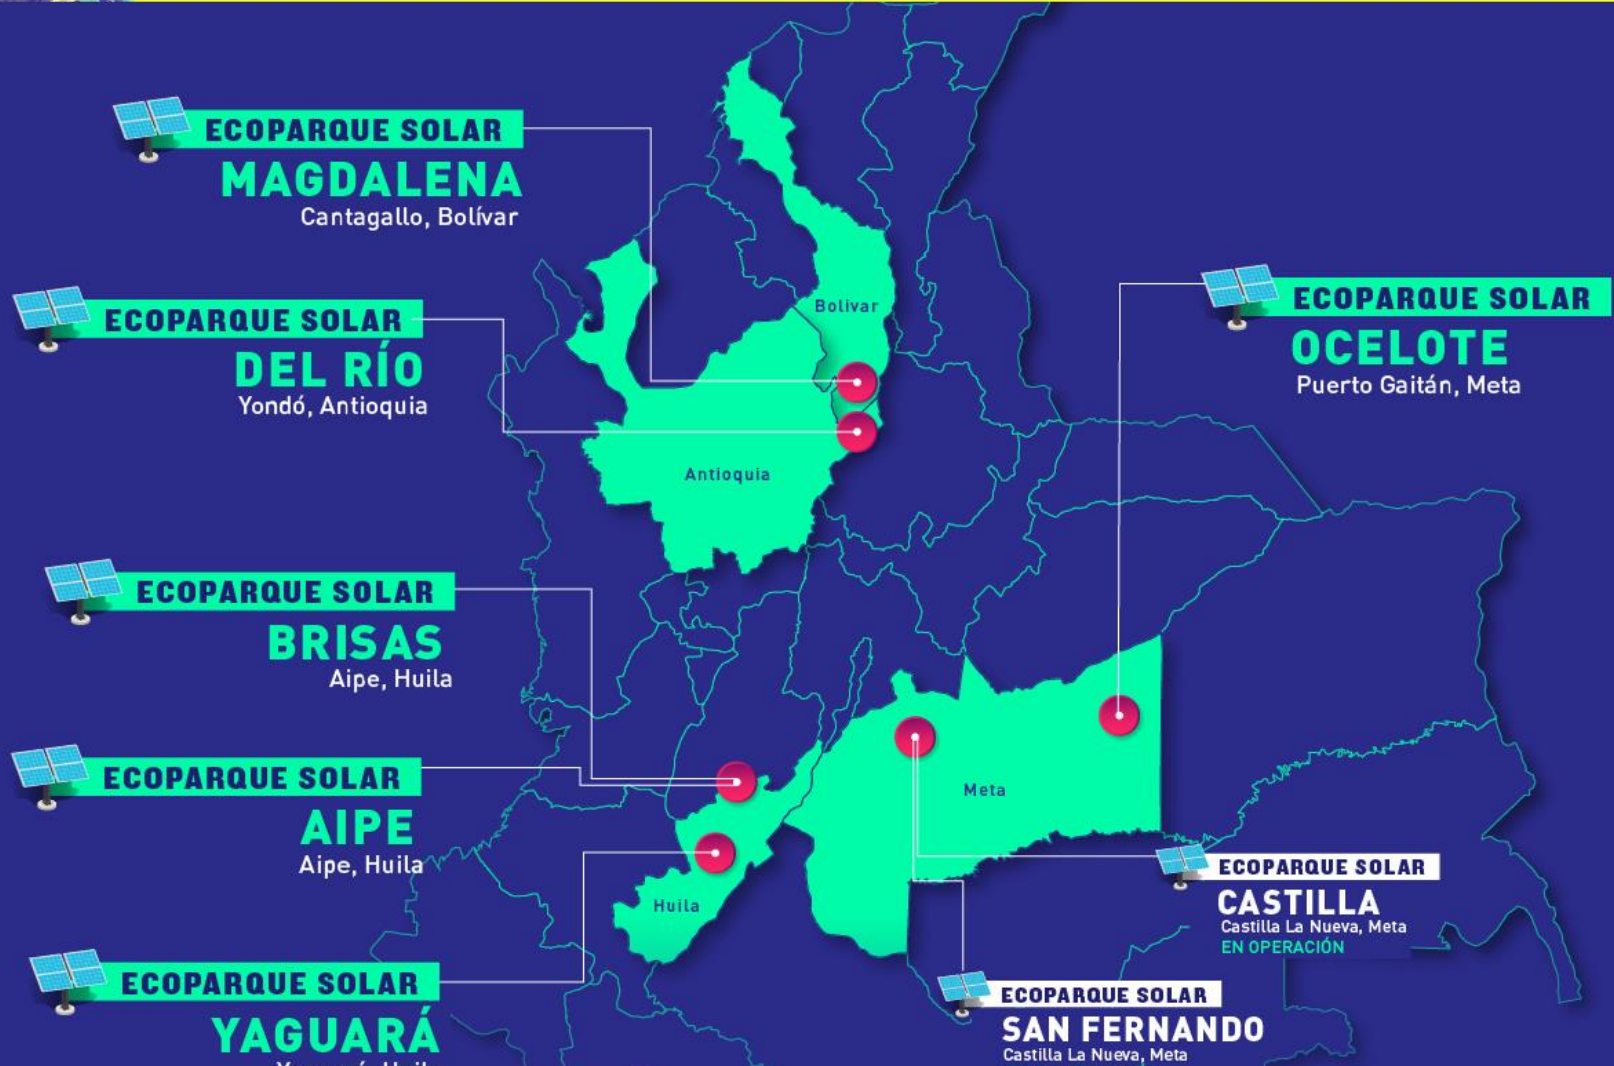 ECOPARQUE SOLAR
MAGDALENA
Cantagallo, Bolívar
ECOPARQUE SOLAR
DEL RÍO
Yondó, Antioquia
ECOPARQUE SOLAR
BRISAS
Aipe, Huila
ECOPARQUE SOLAR
AIPE
Aipe, Huila
ECOPARQUE SOLAR
YAGUARÁ
Bolivar
Antioquia
Meta
Huila
ECOPARQUE SOLAR
OCELOTE
Puerto Gaitán, Meta
ECOPARQUE SOLAR
CASTILLA
Castilla La Nueva, Meta
EN OPERACIÓN
ECOPARQUE SOLAR
SAN FERNANDO
Castilla La Nueva, Meta